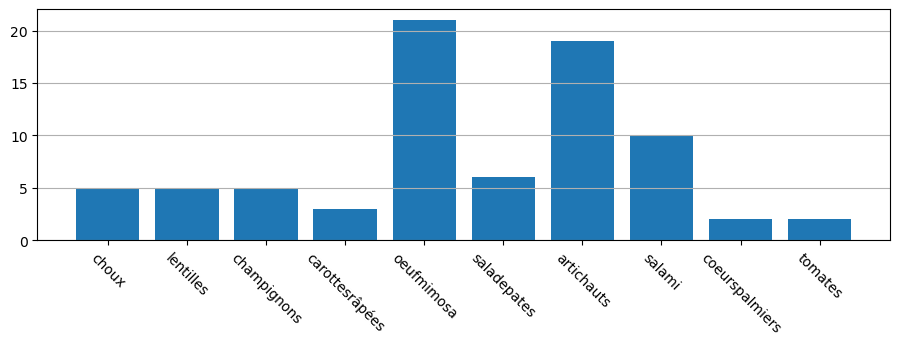 20
15
10
5
0
choux
lentilles
champignons
carottesrâpées
oeufmimosa
saladepates
artichauts
salami
coeurspalmiers
tomates